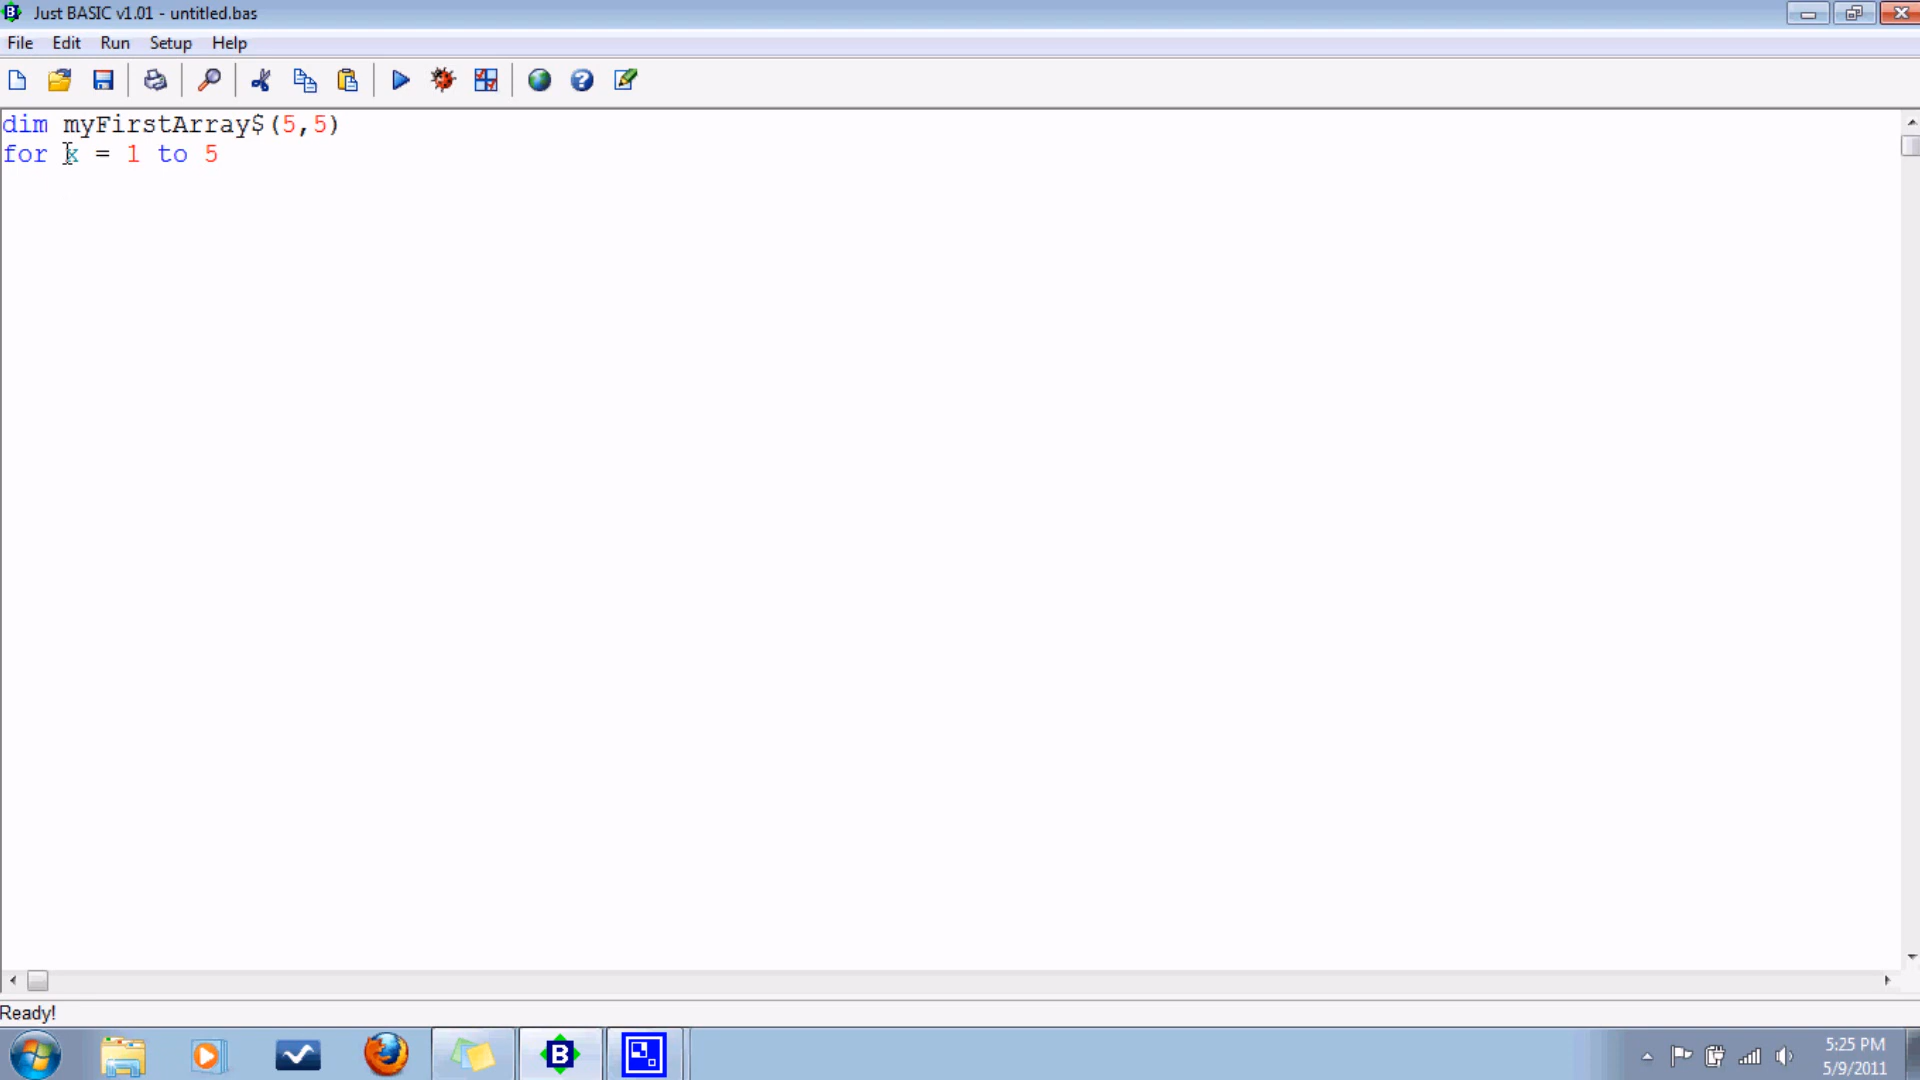 Just BASIC v1.01 - untitled.bas
File Edit Run Setup Help
dim myFirstArray$(5,5)
for x = 1 to 5
Ready!
5:25 PM
5/9/2011